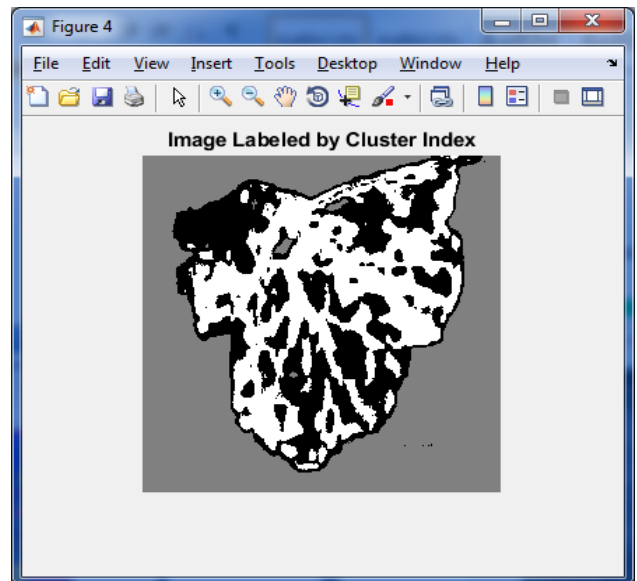 Figure 4
File Edit View Insert Tools Desktop Window Help
Image Labeled by Cluster Index